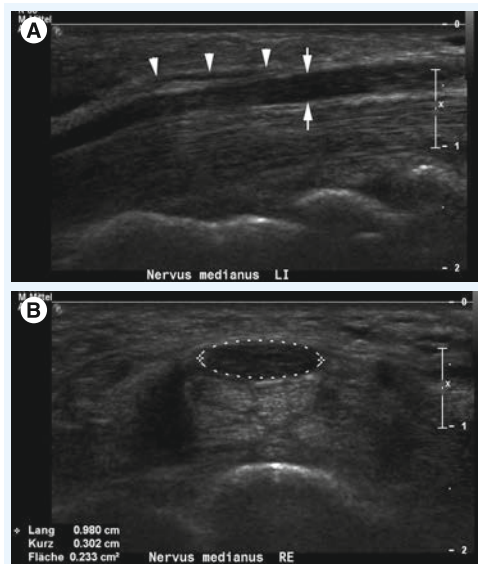 A
M Mittel
0
x
1
2
Nervus medianus LI
B
M Mittel
0
x
1
2
Lang 0.980 cm
Kurz 0.302 cm
Fläche 0.233 cm²
Nervus medianus RE